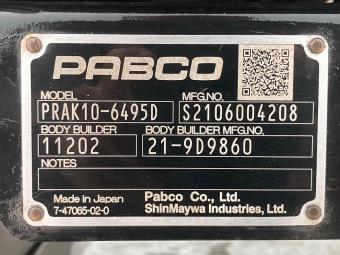 PABCO
MODEL MFG.NO.
PRAK10-6495D S2106004208
BODY BUILDER BODY BUILDER MFG.NO.
11202 21-9D9860
NOTES
Made in Japan Pabco Co., Ltd.
7-47065-02-0 ShinMaywa Industries, Ltd.